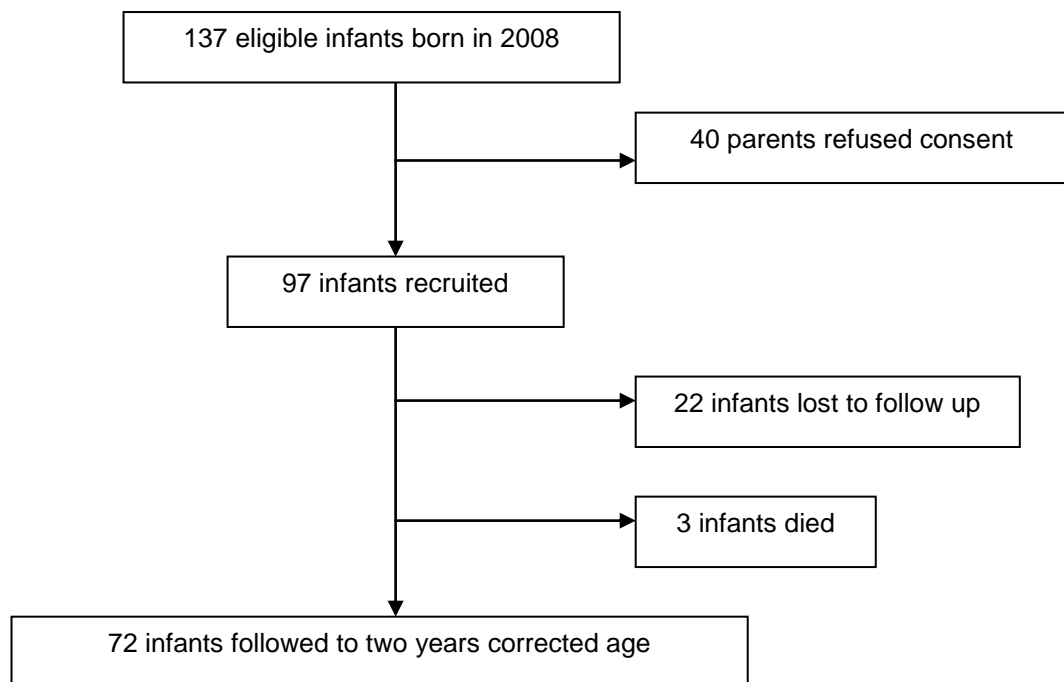 137 eligible infants born in 2008
40 parents refused consent
97 infants recruited
22 infants lost to follow up
3 infants died
72 infants followed to two years corrected age